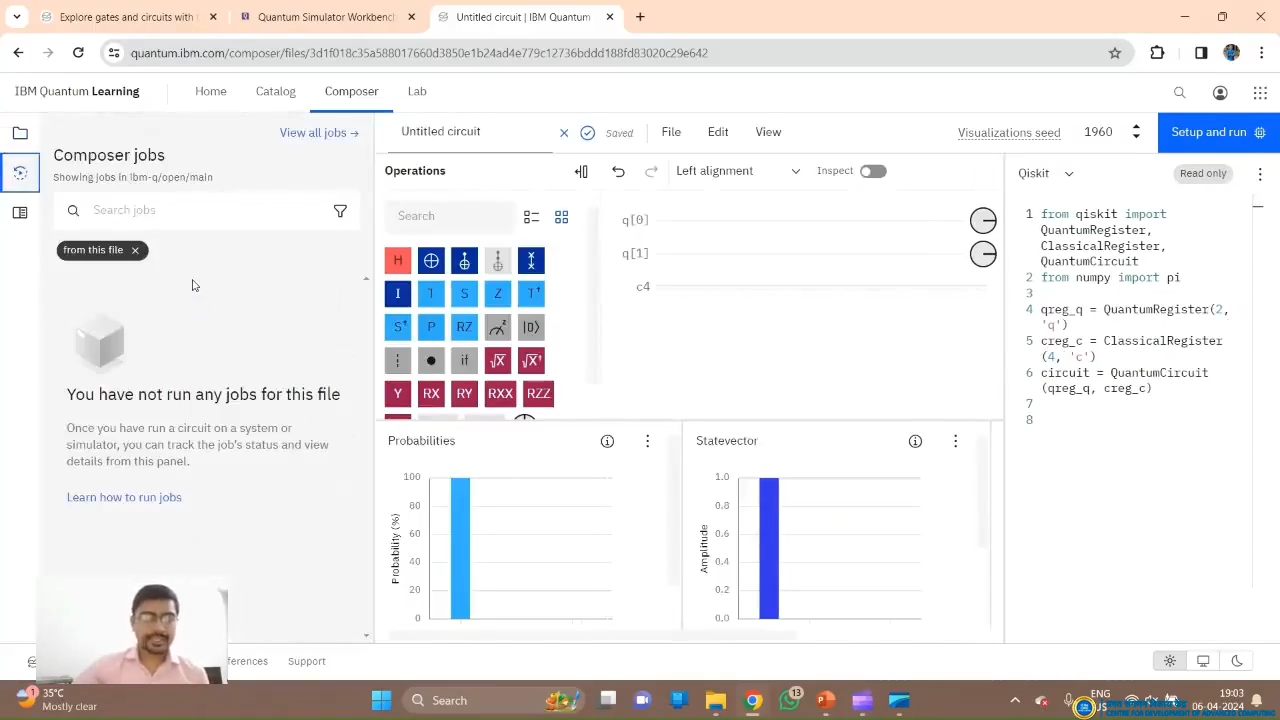 Explore gates and circuits with
Quantum Simulator Workbench
Untitled circuit | IBM Quantum
quantum.ibm.com/composer/files/3d1f018c35a588017660d3850e1b24ad4e779c12736bddd188fd83020c29e642
IBM Quantum Learning
Home
Catalog
Composer
Lab
View all jobs →
Untitled circuit
Saved
File
Edit
View
Visualizations seed
1960
Setup and run
Composer jobs
Showing jobs in ibm-q/open/main
Search jobs
from this file
You have not run any jobs for this file
Once you have run a circuit on a system or
simulator, you can track the job's status and view
details from this panel.
Learn how to run jobs
Operations
Left alignment
Inspect
Search
H
I T S Z T†
S† P RZ |0⟩
if √X √X†
Y RX RY RXX RZZ
q[0]
q[1]
c4
Qiskit
Read only
1 from qiskit import
QuantumRegister,
ClassicalRegister,
QuantumCircuit
2 from numpy import pi
3
4 qreg_q = QuantumRegister(2,
'q')
5 creg_c = ClassicalRegister
(4, 'c')
6 circuit = QuantumCircuit
(qreg_q, creg_c)
7
8
Probabilities
Probability (%)
100
80
60
40
20
0
Statevector
Amplitude
1.0
0.8
0.6
0.4
0.2
0.0
Support
35°C
Mostly clear
1
Search
13
ENG
19:03
06-04-2024
CENTRE FOR DEVELOPMENT OF ADVANCED COMPUTING